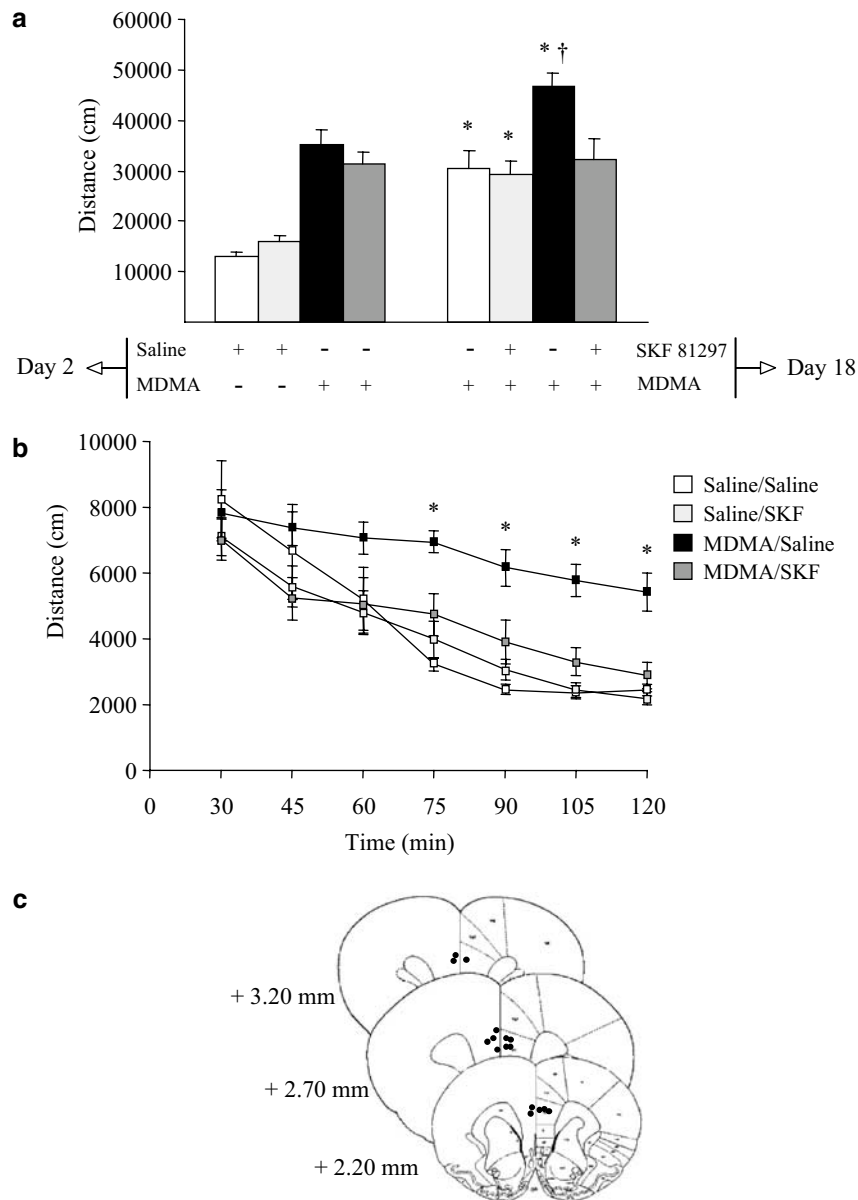 a
60000
50000
40000
30000
20000
10000
Distance (cm)
* * * †
Day 2 Saline + + - - - + - + SKF 81297 Day 18
MDMA - - + + + + + + MDMA
b
10000
8000
6000
4000
2000
0
Distance (cm)
* * * *
Saline/Saline
Saline/SKF
MDMA/Saline
MDMA/SKF
0 30 45 60 75 90 105 120
Time (min)
c
+ 3.20 mm
+ 2.70 mm
+ 2.20 mm